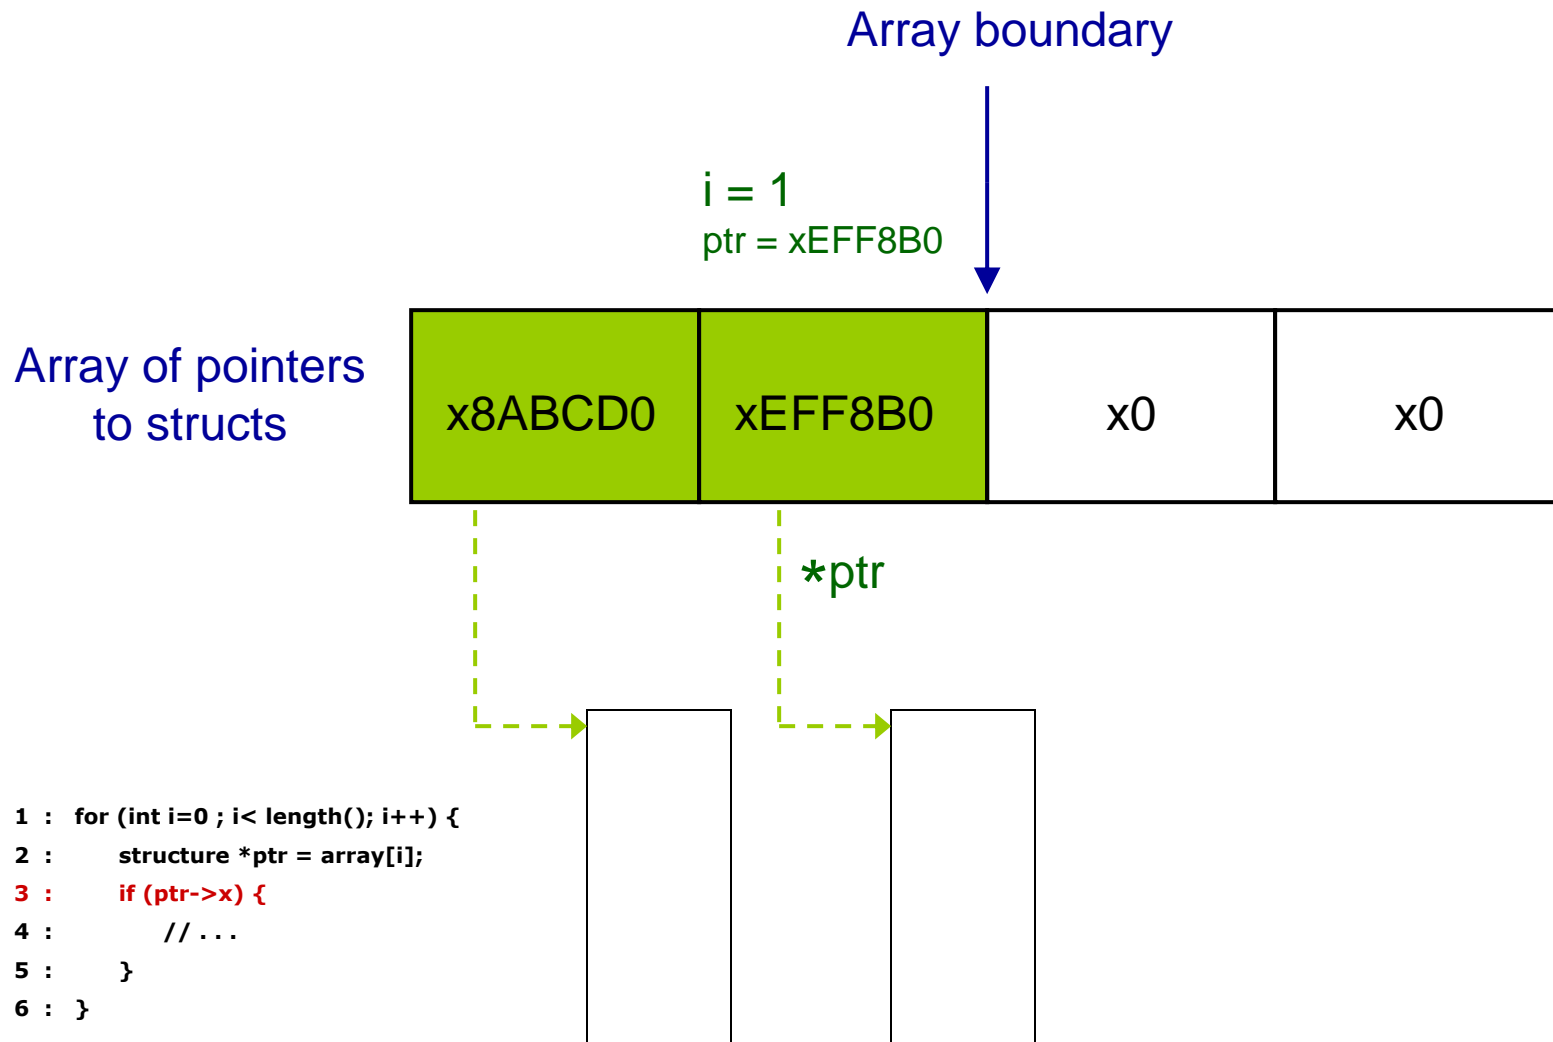 Array boundary
i = 1
ptr = xEFF8B0
Array of pointers
to structs
x8ABCD0 xEFF8B0 x0 x0
*ptr
1 : for (int i=0 ; i< length(); i++) {
2 : structure *ptr = array[i];
3 : if (ptr->x) {
4 : // . . .
5 : }
6 : }